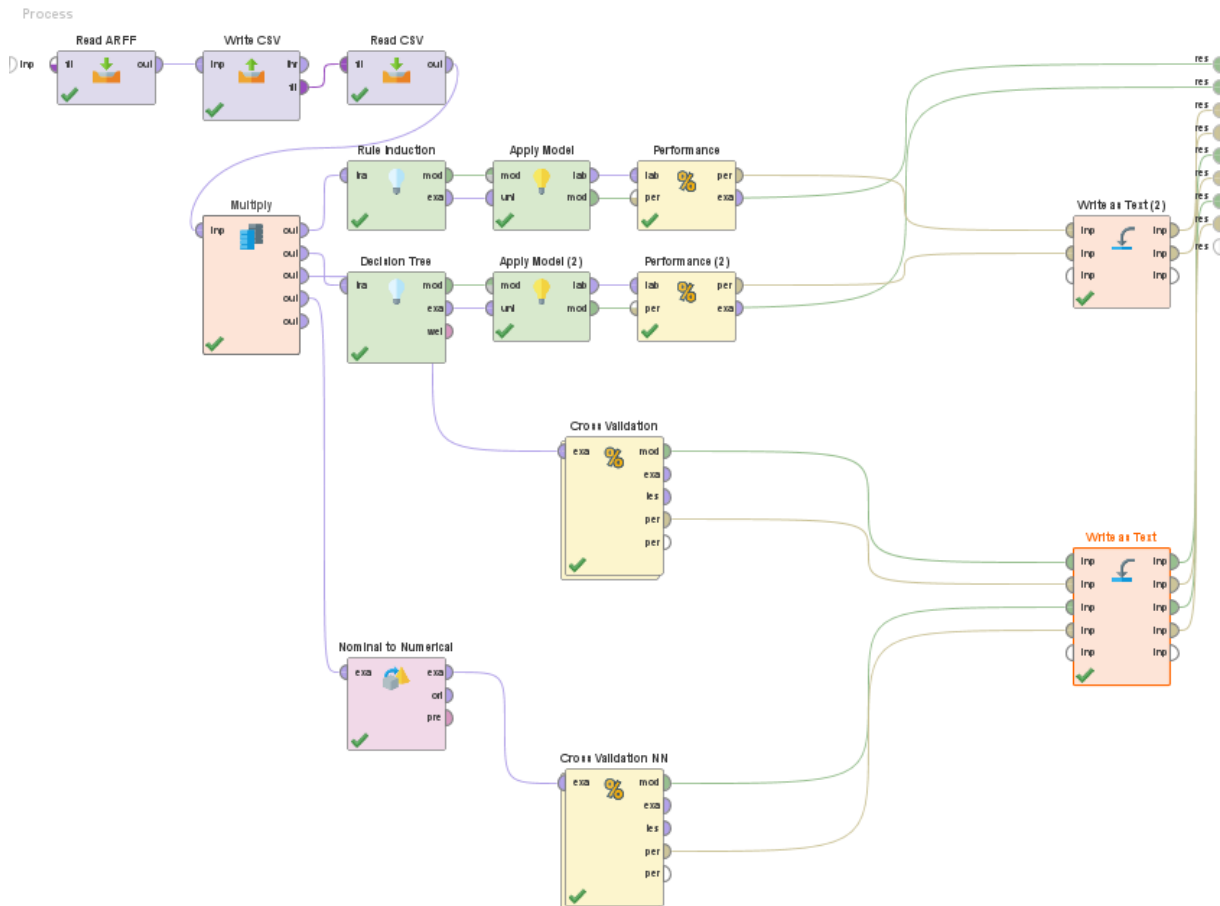 Process
Read ARFF
Write CSV
Read CSV
inp
fil
out
inp
thr
fil
fil
out
res
res
res
res
res
res
res
res
res
Multiply
inp
out
out
out
out
out
Rule Induction
tra
mod
exa
Apply Model
mod
unl
lab
mod
Performance
lab
per
per
exa
Decision Tree
tra
mod
exa
wei
Apply Model (2)
mod
unl
lab
mod
Performance (2)
lab
per
per
exa
Write as Text (2)
inp
inp
inp
inp
inp
inp
Cross Validation
exa
mod
exa
tes
per
per
Write as Text
inp
inp
inp
inp
inp
inp
inp
inp
inp
inp
Nominal to Numerical
exa
exa
ori
pre
Cross Validation NN
exa
mod
exa
tes
per
per